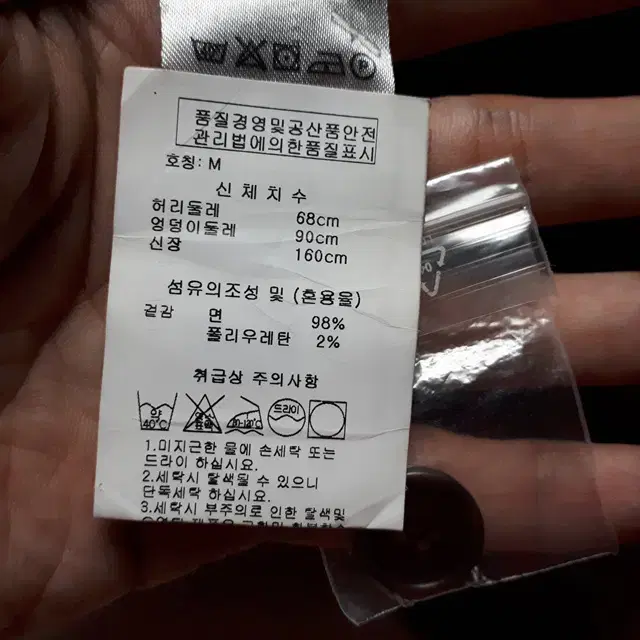 품질경영및공산품안전
관리법에의한품질표시
호칭: M
신체치수
허리둘레 68cm
엉덩이둘레 90cm
신장 160cm
섬유의조성 및 (혼용율)
겉감 면 98%
폴리우레탄 2%
취급상 주의사항
약 40°C 드라이
1.미지근한 물에 손세탁 또는
드라이 하십시요.
2.세탁시 탈색될 수 있으니
단독세탁 하십시요.
3.세탁시 부주의로 인한 탈색및